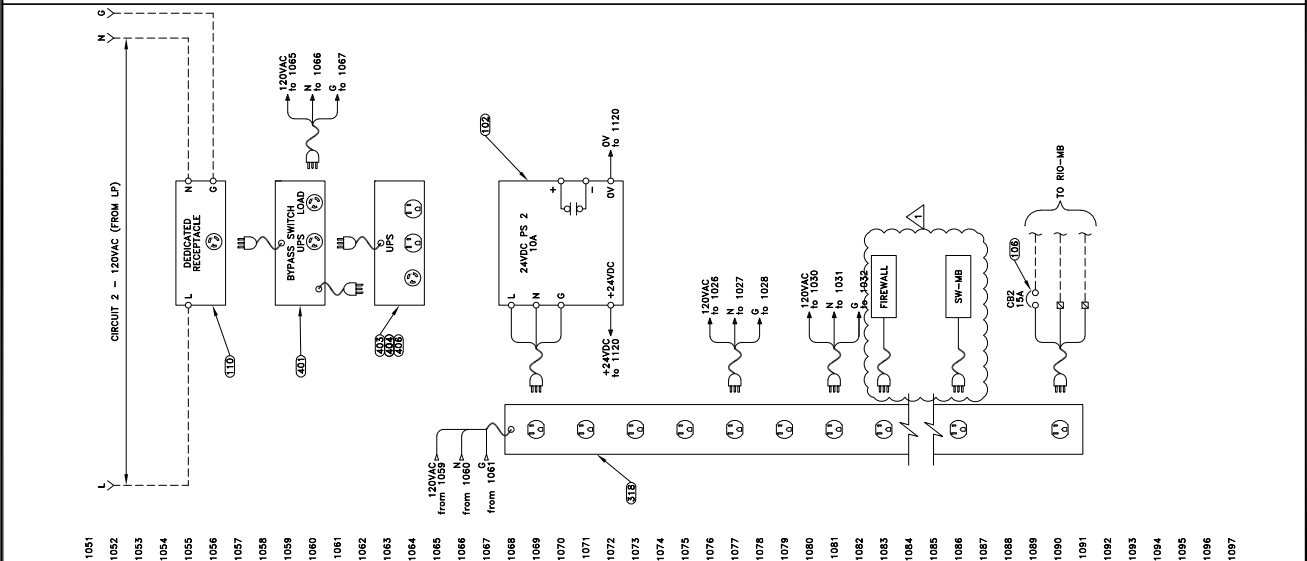 G
N
CIRCUIT 2 - 120VAC (FROM LP)
L
DEDICATED
RECEPTACLE
N
G
L
110
120VAC
to 1065
N
to 1066
G
to 1067
BYPASS SWITCH
UPS
LOAD
401
UPS
403
404
406
102
24VDC PS 2
10A
+
-
0V
0V
to 1120
L
N
G
+24VDC
+24VDC
to 1120
120VAC
to 1026
N
to 1027
G
to 1028
120VAC
to 1030
N
to 1031
G
to 1032
1
FIREWALL
SW-MB
106
CB2
15A
TO RIO-MB
120VAC
from 1059
N
from 1060
G
from 1061
318
1051
1052
1053
1054
1055
1056
1057
1058
1059
1060
1061
1062
1063
1064
1065
1066
1067
1068
1069
1070
1071
1072
1073
1074
1075
1076
1077
1078
1079
1080
1081
1082
1083
1084
1085
1086
1087
1088
1089
1090
1091
1092
1093
1094
1095
1096
1097